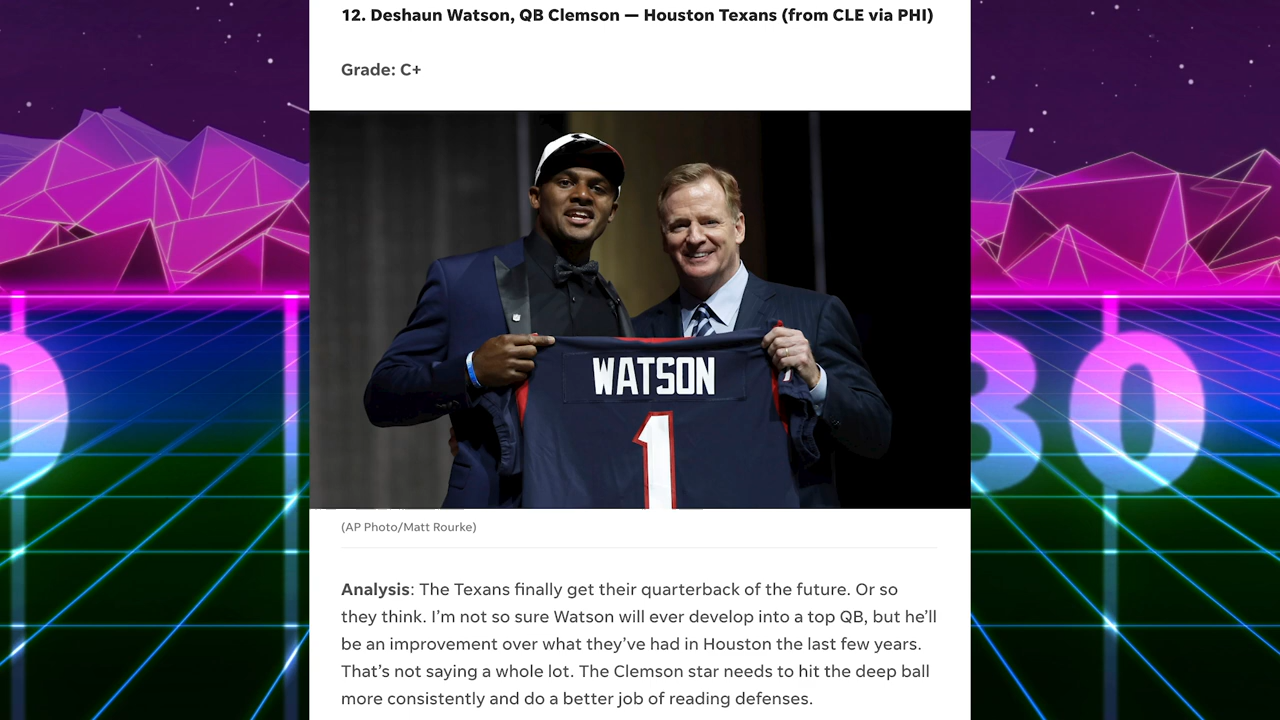 12. Deshaun Watson, QB Clemson — Houston Texans (from CLE via PHI)
Grade: C+
WATSON
1
(AP Photo/Matt Rourke)
Analysis: The Texans finally get their quarterback of the future. Or so
they think. I’m not so sure Watson will ever develop into a top QB, but he’ll
be an improvement over what they’ve had in Houston the last few years.
That’s not saying a whole lot. The Clemson star needs to hit the deep ball
more consistently and do a better job of reading defenses.
0
30